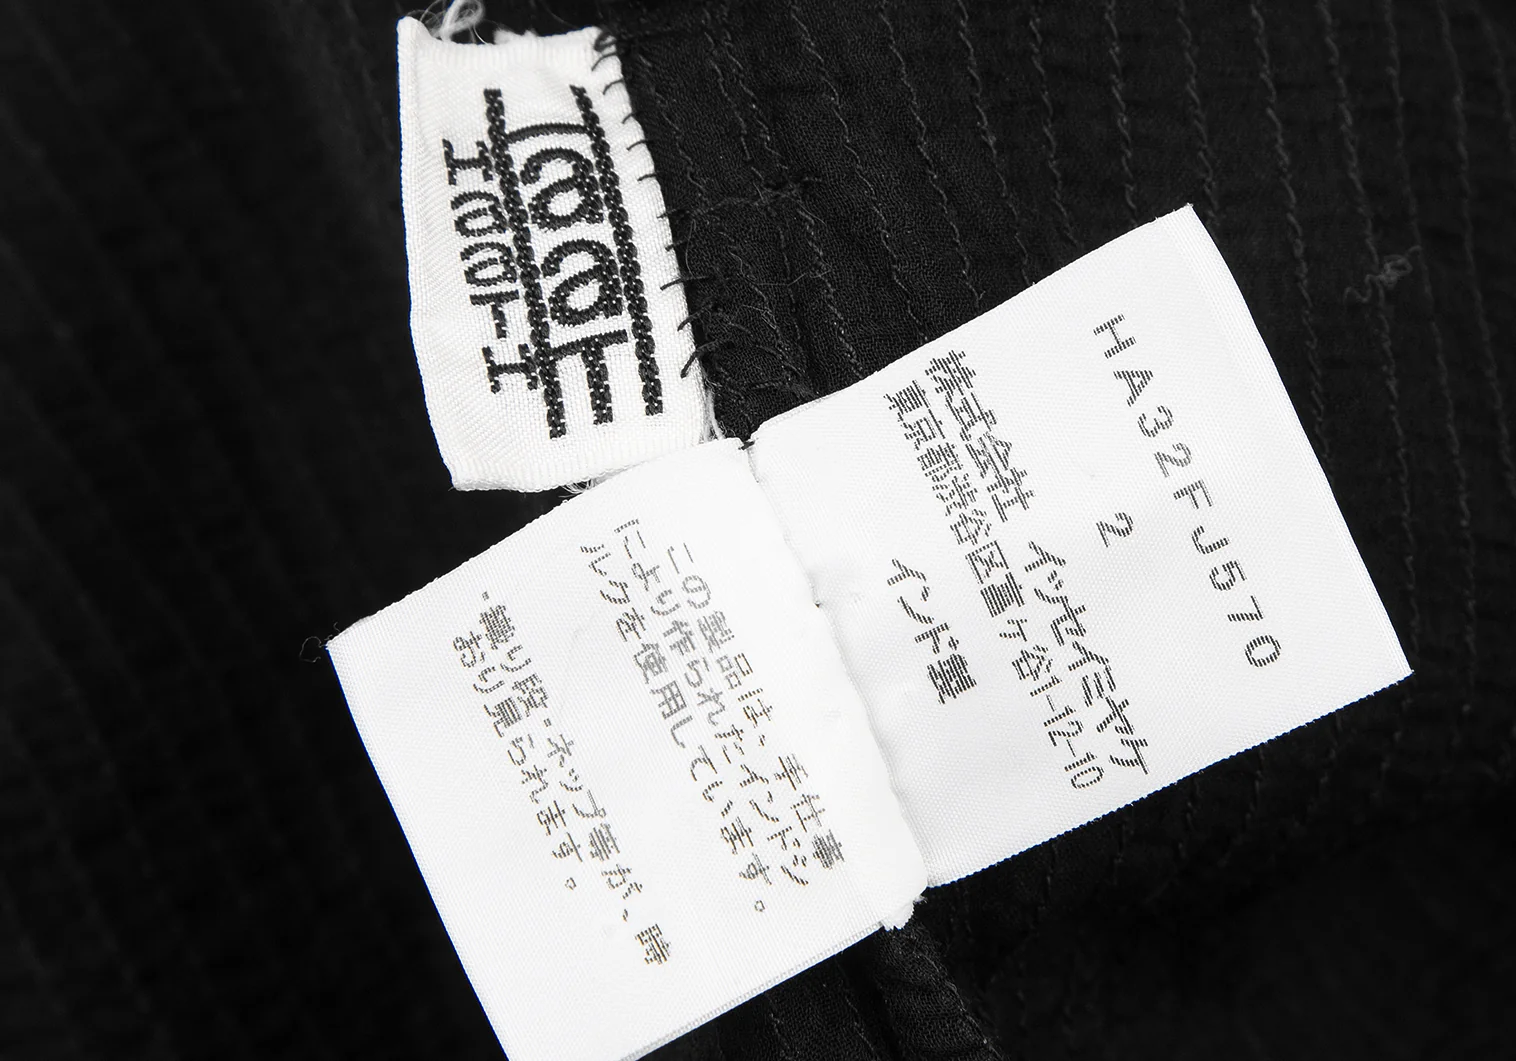 HaaT
HaaT
HA32FJ570
2
株式会社 イッセイミヤケ
東京都渋谷区富ヶ谷1-12-10
インド製
この製品は、手仕事
により作られたインドシ
ルクを使用しています。
・織り段・ネップ等が、時
おり見られます。